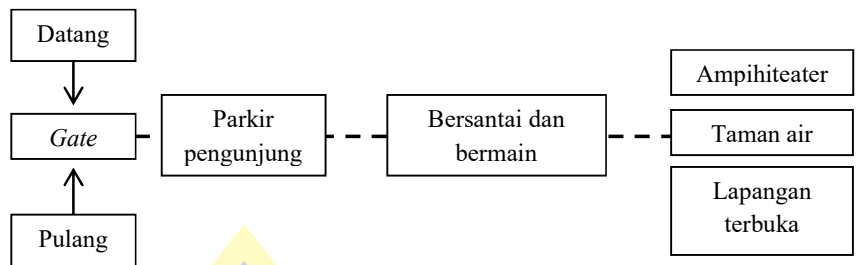 Datang
Gate
Pulang
Parkir
pengunjung
Bersantai dan
bermain
Ampihiteater
Taman air
Lapangan
terbuka